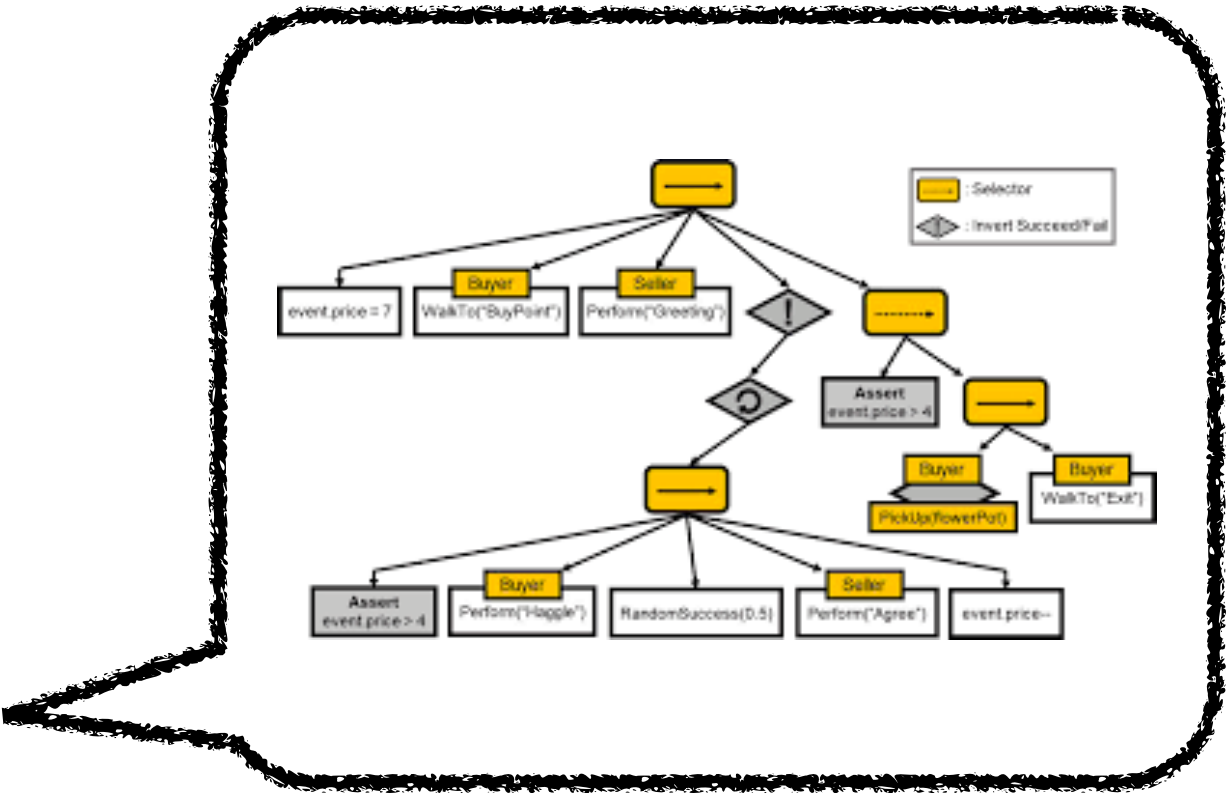 : Selector
! : Invert Succeed/Fail
event.price = 7
Buyer
WalkTo("BuyPoint")
Seller
Perform("Greeting")
!
Assert
event.price > 4
Buyer
PickUp(flowerPot)
Buyer
WalkTo("Exit")
Assert
event.price > 4
Buyer
Perform("Haggle")
RandomSuccess(0.5)
Seller
Perform("Agree")
event.price--